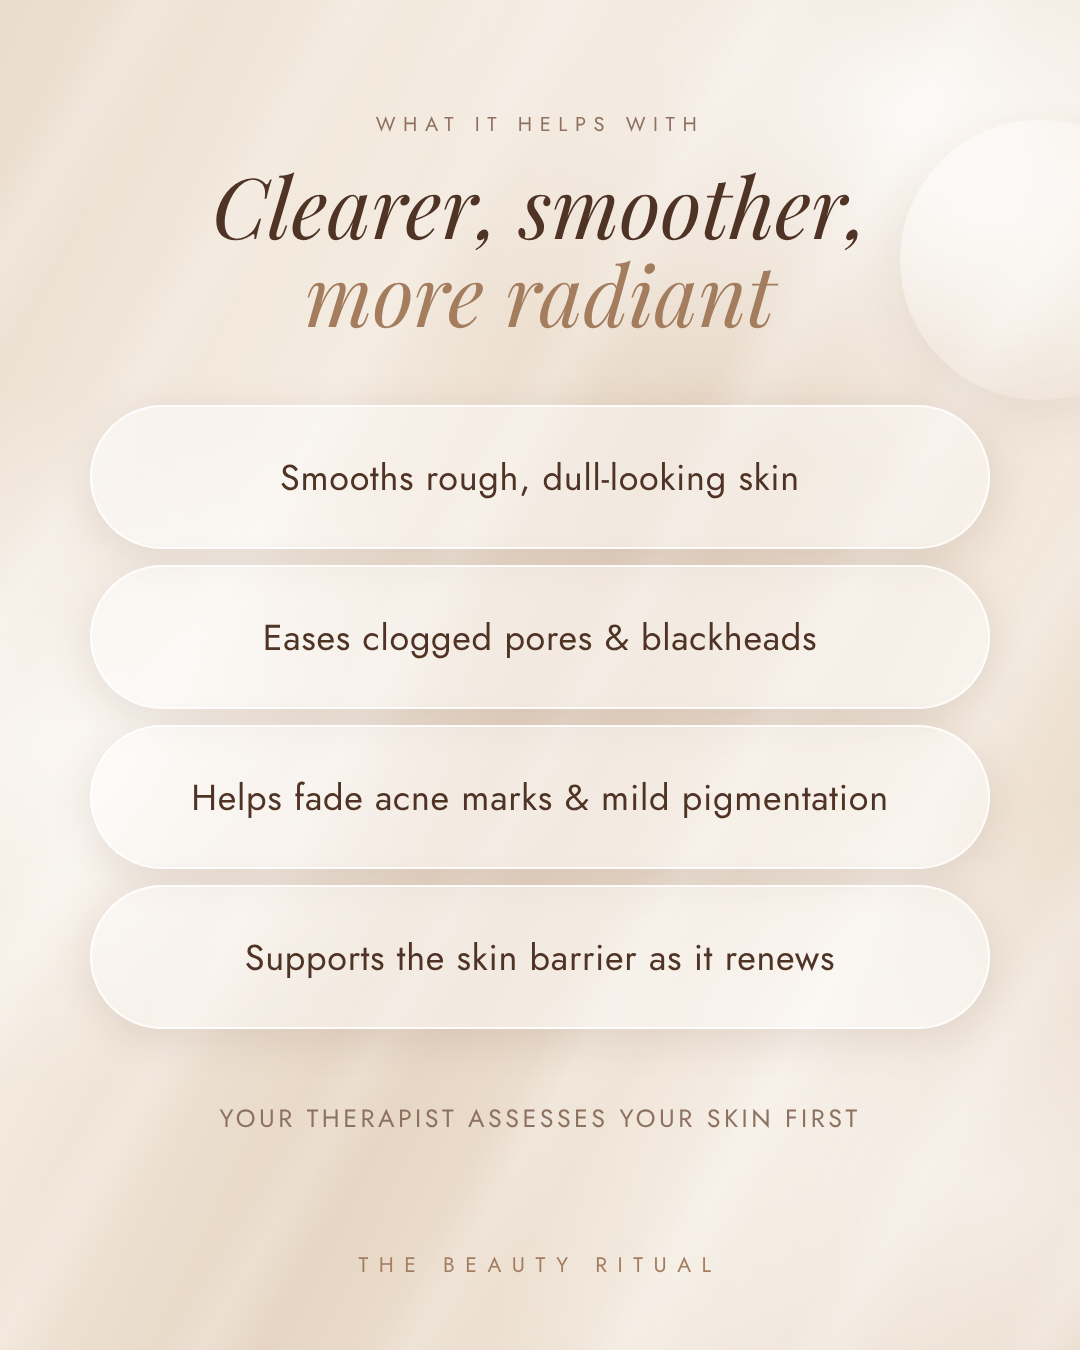 WHAT IT HELPS WITH
Clearer, smoother,
more radiant
Smooths rough, dull-looking skin
Eases clogged pores & blackheads
Helps fade acne marks & mild pigmentation
Supports the skin barrier as it renews
YOUR THERAPIST ASSESSES YOUR SKIN FIRST
THE BEAUTY RITUAL